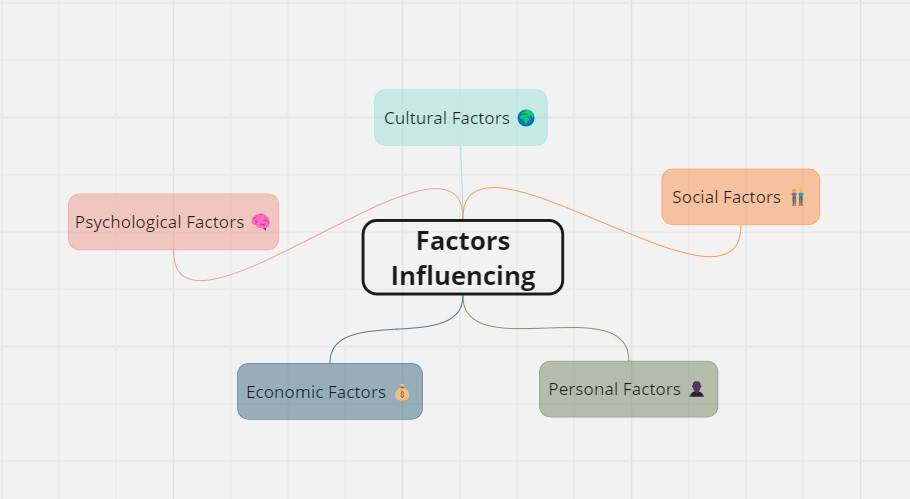 Cultural Factors
Social Factors
Psychological Factors
Factors
Influencing
Economic Factors
Personal Factors